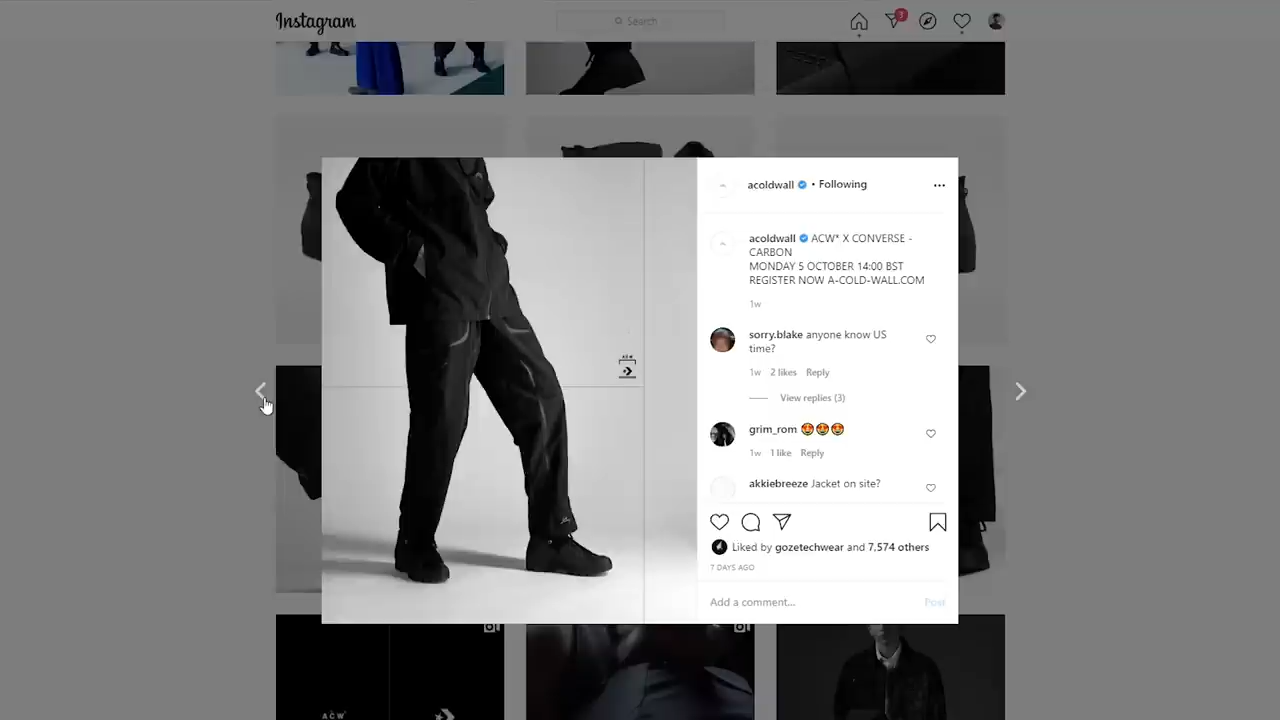 Instagram
Search
1
acoldwall • Following
acoldwall ACW* X CONVERSE -
CARBON
MONDAY 5 OCTOBER 14:00 BST
REGISTER NOW A-COLD-WALL.COM
1w
sorry.blake anyone know US
time?
1w 2 likes Reply
View replies (3)
grim_rom 😍😍😍
1w 1 like Reply
akkiebreeze Jacket on site?
Liked by gozetechwear and 7,574 others
7 DAYS AGO
Add a comment...
Post
ACW